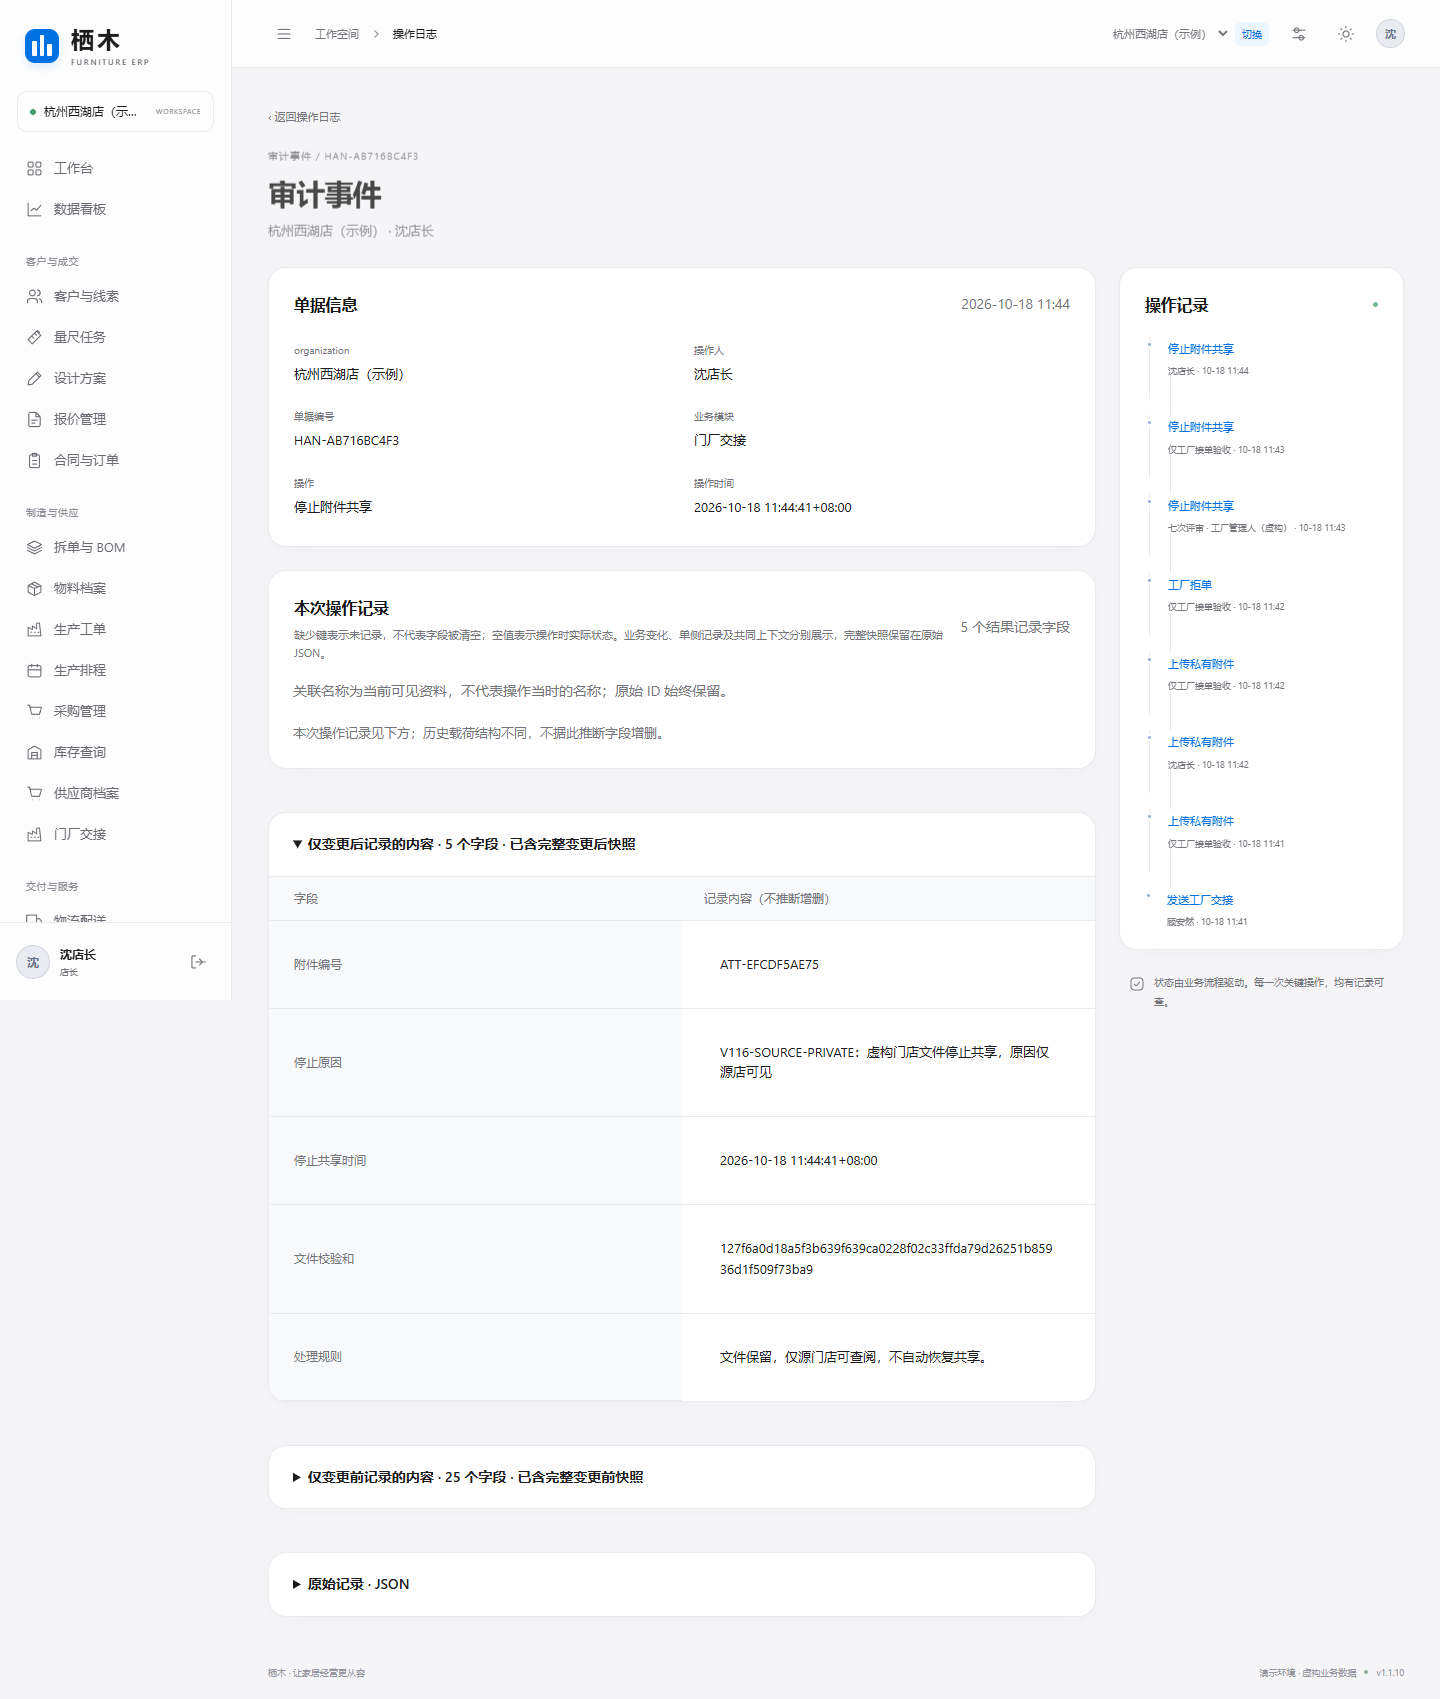 栖木
FURNITURE ERP
杭州西湖店（示...
WORKSPACE
工作台
数据看板
客户与成交
客户与线索
量尺任务
设计方案
报价管理
合同与订单
制造与供应
拆单与 BOM
物料档案
生产工单
生产排程
采购管理
库存查询
供应商档案
门厂交接
交付与服务
物流配送
沈
沈店长
店长
工作空间
操作日志
杭州西湖店（示例）
切换
沈
‹ 返回操作日志
审计事件 / HAN-AB716BC4F3
审计事件
杭州西湖店（示例） · 沈店长
单据信息
2026-10-18 11:44
organization
杭州西湖店（示例）
操作人
沈店长
单据编号
HAN-AB716BC4F3
业务模块
门厂交接
操作
停止附件共享
操作时间
2026-10-18 11:44:41+08:00
本次操作记录
缺少键表示未记录，不代表字段被清空；空值表示操作时实际状态。业务变化、单侧记录及共同上下文分别展示，完整快照保留在原始
JSON。
5 个结果记录字段
关联名称为当前可见资料，不代表操作当时的名称；原始 ID 始终保留。
本次操作记录见下方；历史载荷结构不同，不据此推断字段增删。
▼ 仅变更后记录的内容 · 5 个字段 · 已含完整变更后快照
字段
记录内容（不推断增删）
附件编号
ATT-EFCDF5AE75
停止原因
V116-SOURCE-PRIVATE：虚构门店文件停止共享，原因仅
源店可见
停止共享时间
2026-10-18 11:44:41+08:00
文件校验和
127f6a0d18a5f3b639f639ca0228f02c33ffda79d26251b859
36d1f509f73ba9
处理规则
文件保留，仅源门店可查阅，不自动恢复共享。
▶ 仅变更前记录的内容 · 25 个字段 · 已含完整变更前快照
▶ 原始记录 · JSON
操作记录
停止附件共享
沈店长 · 10-18 11:44
停止附件共享
仅工厂接单验收 · 10-18 11:43
停止附件共享
七次评审 · 工厂管理人（虚构） · 10-18 11:43
工厂拒单
仅工厂接单验收 · 10-18 11:42
上传私有附件
仅工厂接单验收 · 10-18 11:42
上传私有附件
沈店长 · 10-18 11:42
上传私有附件
仅工厂接单验收 · 10-18 11:41
发送工厂交接
顾安然 · 10-18 11:41
状态由业务流程驱动。每一次关键操作，均有记录可
查。
栖木 · 让家居经营更从容
演示环境 · 虚构业务数据
v1.1.10